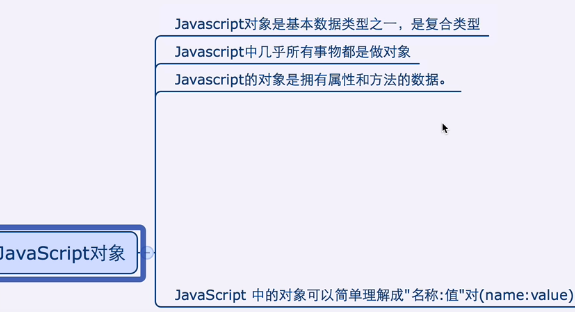 Javascript对象是基本数据类型之一，是复合类型
Javascript中几乎所有事物都是做对象
Javascript的对象是拥有属性和方法的数据。
JavaScript对象
JavaScript 中的对象可以简单理解成"名称:值"对(name:value)